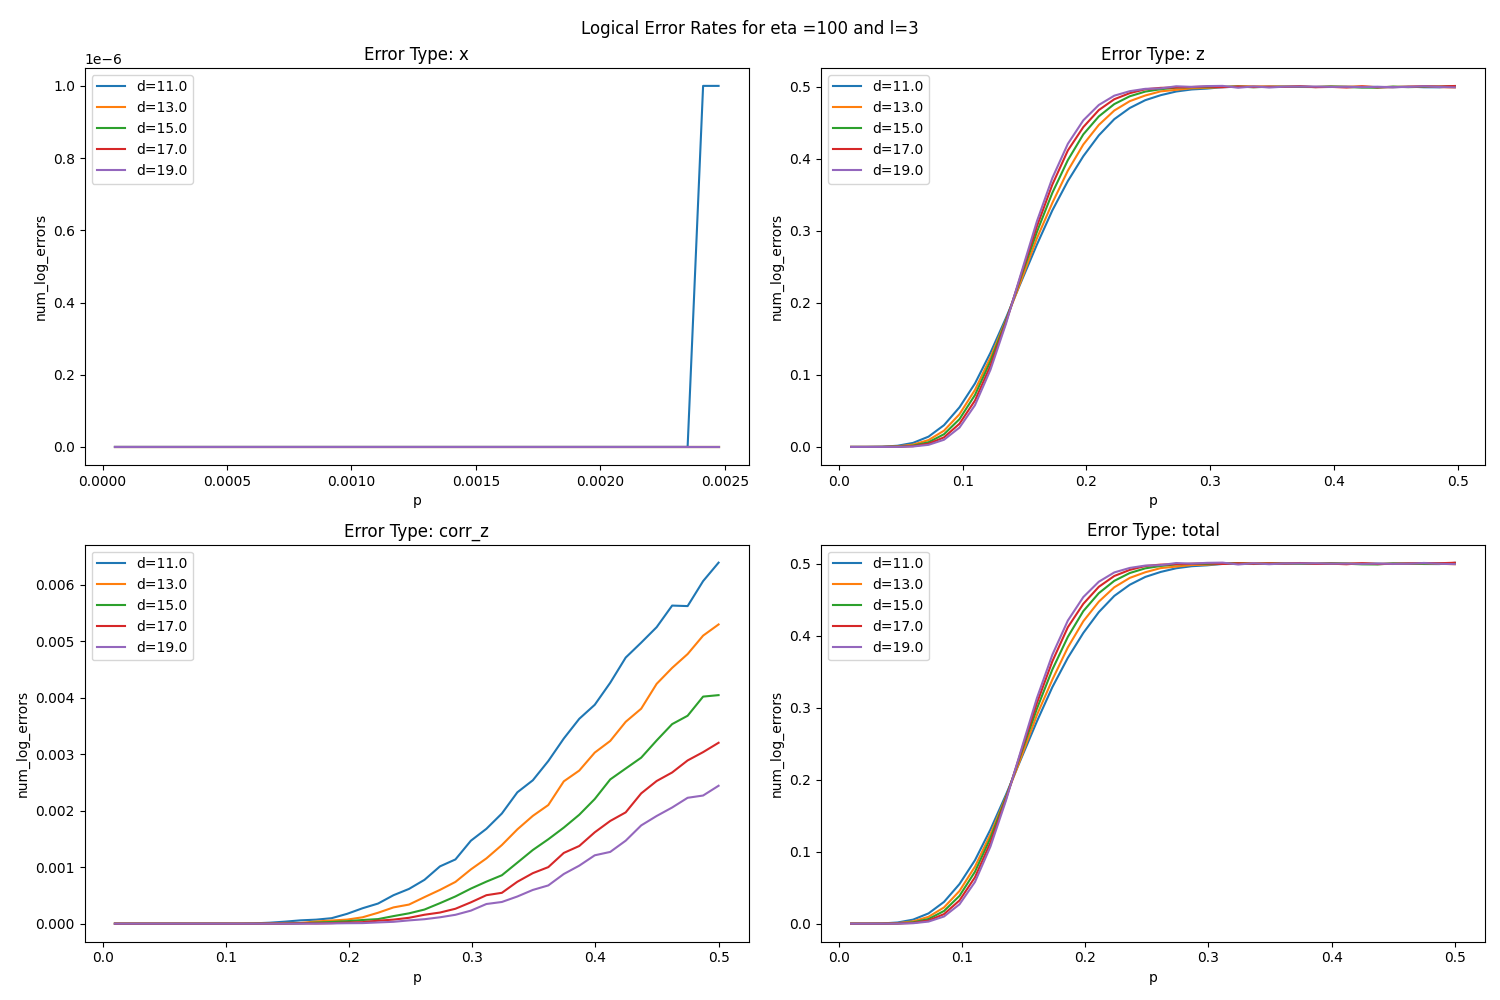 Logical Error Rates for eta =100 and l=3
Error Type: x
1e−6
d=11.0
d=13.0
d=15.0
d=17.0
d=19.0
1.0
0.8
0.6
0.4
0.2
0.0
num_log_errors
0.0000
0.0005
0.0010
0.0015
0.0020
0.0025
p
Error Type: z
d=11.0
d=13.0
d=15.0
d=17.0
d=19.0
0.5
0.4
0.3
0.2
0.1
0.0
num_log_errors
0.0
0.1
0.2
0.3
0.4
0.5
p
Error Type: corr_z
d=11.0
d=13.0
d=15.0
d=17.0
d=19.0
0.006
0.005
0.004
0.003
0.002
0.001
0.000
num_log_errors
0.0
0.1
0.2
0.3
0.4
0.5
p
Error Type: total
d=11.0
d=13.0
d=15.0
d=17.0
d=19.0
0.5
0.4
0.3
0.2
0.1
0.0
num_log_errors
0.0
0.1
0.2
0.3
0.4
0.5
p